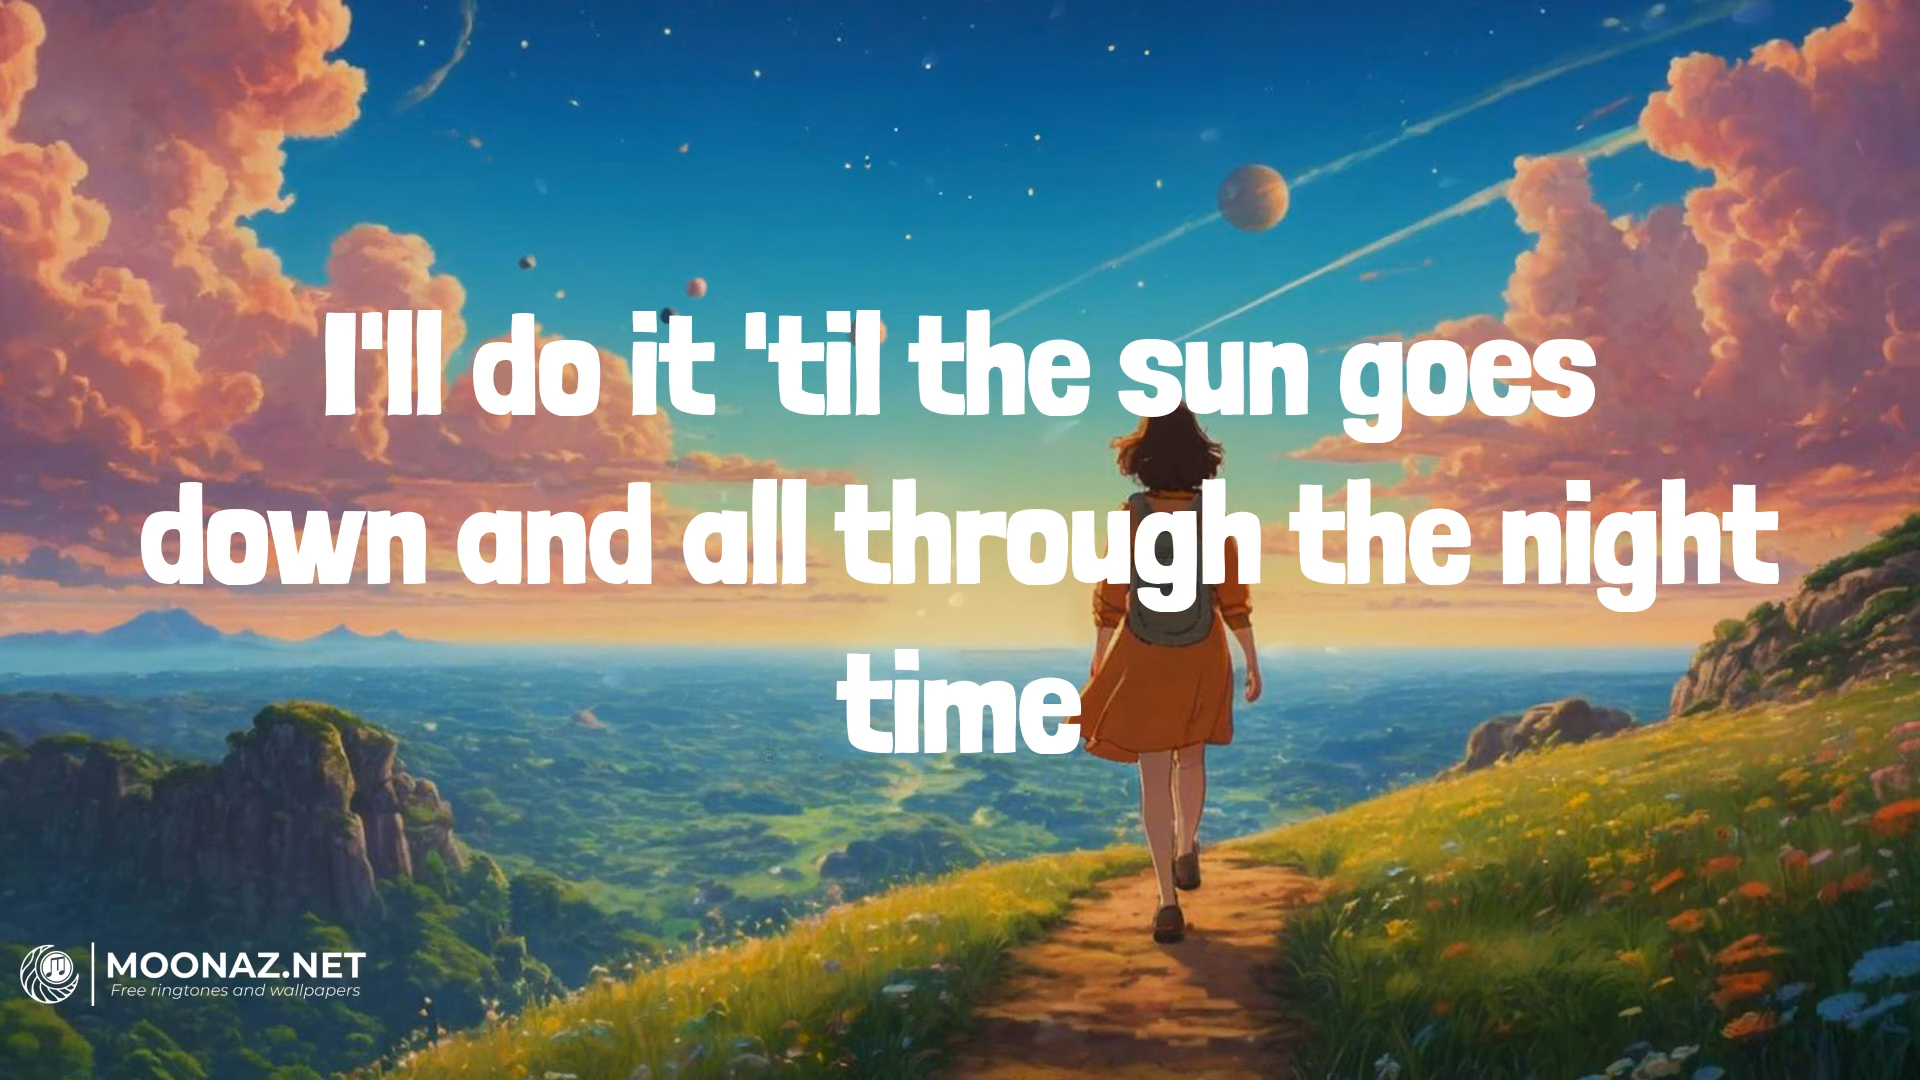 I'll do it 'til the sun goes
down and all through the night
time
MOONAZ.NET
Free ringtones and wallpapers